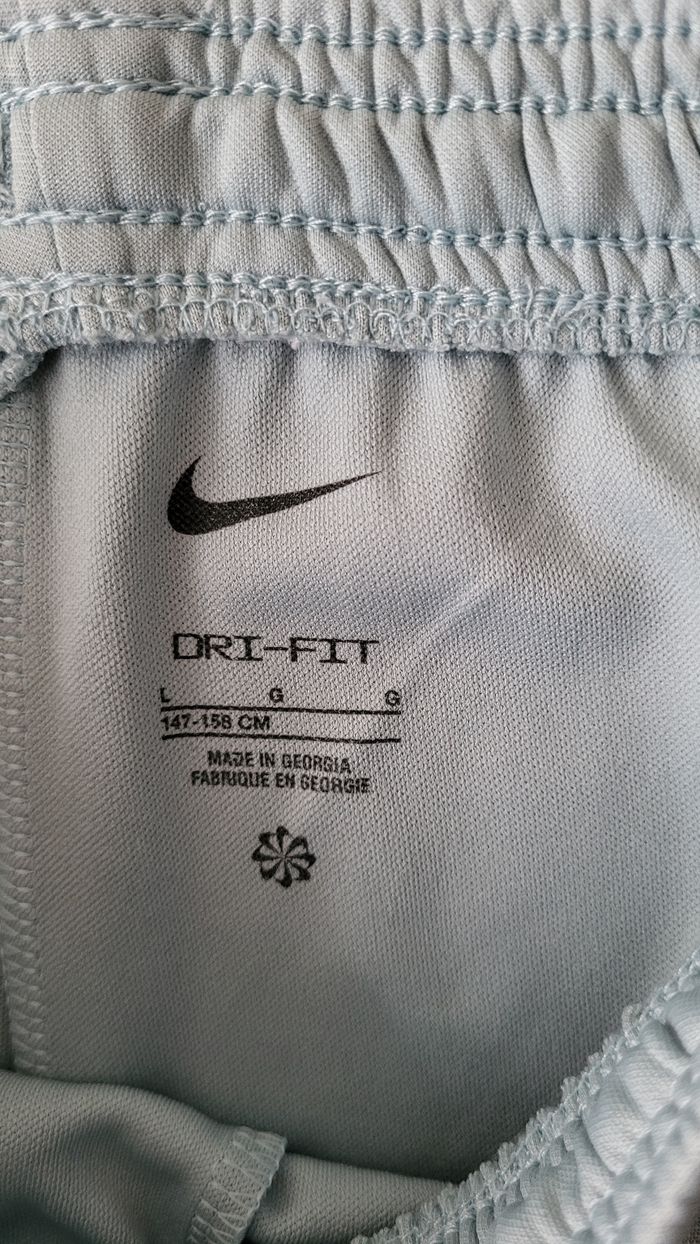 DRI-FIT
L G G
147-158 CM
MADE IN GEORGIA
FABRIQUE EN GEORGIE